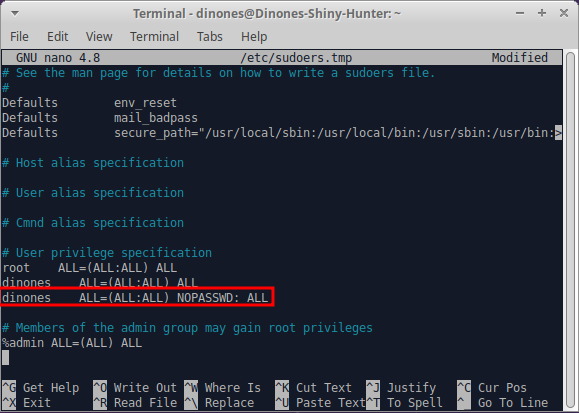 Terminal - dinones@Dinones-Shiny-Hunter: ~
File Edit View Terminal Tabs Help
GNU nano 4.8 /etc/sudoers.tmp Modified
# See the man page for details on how to write a sudoers file.
#
Defaults env_reset
Defaults mail_badpass
Defaults secure_path="/usr/local/sbin:/usr/local/bin:/usr/sbin:/usr/bin:>
# Host alias specification
# User alias specification
# Cmnd alias specification
# User privilege specification
root ALL=(ALL:ALL) ALL
dinones ALL=(ALL:ALL) ALL
dinones ALL=(ALL:ALL) NOPASSWD: ALL
# Members of the admin group may gain root privileges
%admin ALL=(ALL) ALL
^G Get Help ^O Write Out ^W Where Is ^K Cut Text ^J Justify ^C Cur Pos
^X Exit ^R Read File ^\ Replace ^U Paste Text ^T To Spell ^_ Go To Line